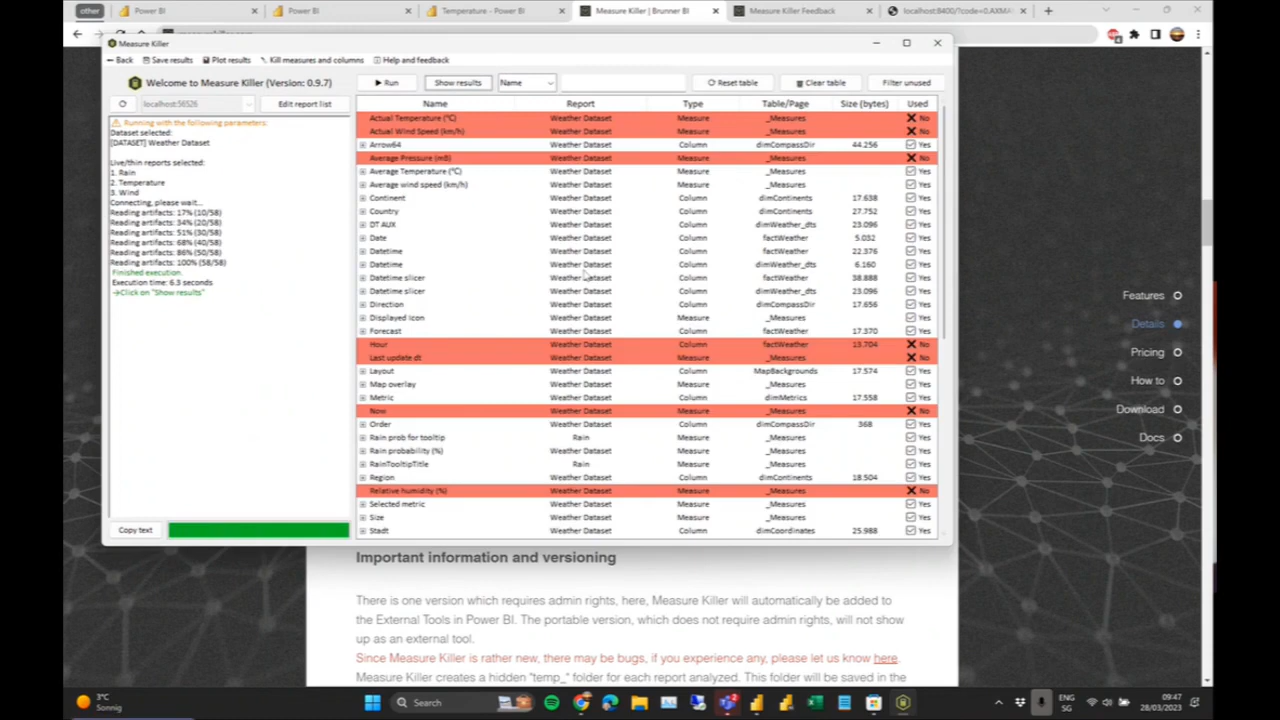 other
Power BI
Power BI
Temperature - Power BI
Measure Killer | Brunner BI
Measure Killer Feedback
localhost:8400/?code=0.AXMA
Measure Killer
Back
Save results
Plot results
Kill measures and columns
Help and feedback
Welcome to Measure Killer (Version: 0.9.7)
Run
Show results
Name
Reset table
Clear table
Filter unused
localhost:56526
Edit report list
Running with the following parameters:
Dataset selected:
[DATASET] Weather Dataset
Live/thin reports selected:
1. Rain
2. Temperature
3. Wind
Connecting, please wait...
Reading artifacts: 17% (10/58)
Reading artifacts: 34% (20/58)
Reading artifacts: 51% (30/58)
Reading artifacts: 68% (40/58)
Reading artifacts: 86% (50/58)
Reading artifacts: 100% (58/58)
Finished execution.
Execution time: 6.3 seconds
->Click on "Show results"
Copy text
Name Report Type Table/Page Size (bytes) Used
Actual Temperature (°C) Weather Dataset Measure _Measures No
Actual Wind Speed (km/h) Weather Dataset Measure _Measures No
Arrow64 Weather Dataset Column dimCompassDir 44.256 Yes
Average Pressure (mB) Weather Dataset Measure _Measures No
Average Temperature (°C) Weather Dataset Measure _Measures Yes
Average wind speed (km/h) Weather Dataset Measure _Measures Yes
Continent Weather Dataset Column dimContinents 17.638 Yes
Country Weather Dataset Column dimContinents 27.752 Yes
DT AUX Weather Dataset Column dimWeather_dts 23.096 Yes
Date Weather Dataset Column factWeather 5.032 Yes
Datetime Weather Dataset Column factWeather 22.376 Yes
Datetime Weather Dataset Column dimWeather_dts 6.160 Yes
Datetime slicer Weather Dataset Column factWeather 38.888 Yes
Datetime slicer Weather Dataset Column dimWeather_dts 23.096 Yes
Direction Weather Dataset Column dimCompassDir 17.656 Yes
Displayed Icon Weather Dataset Measure _Measures Yes
Forecast Weather Dataset Column factWeather 17.370 Yes
Hour Weather Dataset Column factWeather 13.704 No
Last update dt Weather Dataset Measure _Measures No
Layout Weather Dataset Column MapBackgrounds 17.574 Yes
Map overlay Weather Dataset Measure _Measures Yes
Metric Weather Dataset Column dimMetrics 17.558 Yes
Now Weather Dataset Measure _Measures No
Order Weather Dataset Column dimCompassDir 368 Yes
Rain prob for tooltip Rain Measure _Measures Yes
Rain probability (%) Weather Dataset Measure _Measures Yes
RainTooltipTitle Rain Measure _Measures Yes
Region Weather Dataset Column dimContinents 18.504 Yes
Relative humidity (%) Weather Dataset Measure _Measures No
Selected metric Weather Dataset Measure _Measures Yes
Size Weather Dataset Measure _Measures Yes
Stadt Weather Dataset Column dimCoordinates 25.988 Yes
Features
Details
Pricing
How to
Download
Docs
Important information and versioning
There is one version which requires admin rights, here, Measure Killer will automatically be added
to the External Tools in Power BI. The portable version, which does not require admin rights, will not show
up as an external tool.
Since Measure Killer is rather new, there may be bugs, if you experience any, please let us know here.
Measure Killer creates a hidden "temp_" folder for each report analyzed. This folder will be saved in the
3°C
Sonnig
Search
ENG
SG
09:47
28/03/2023